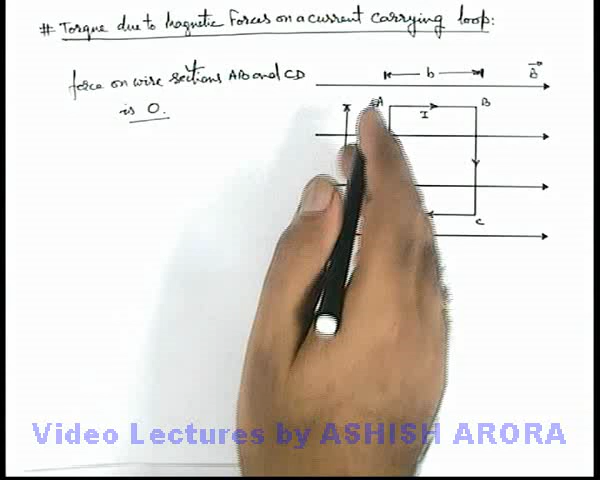 # Torque due to Magnetic Forces on a current carrying loop:
force on wire sections AB and CD
is 0.
b
B
A
B
I
C
Video Lectures by ASHISH ARORA